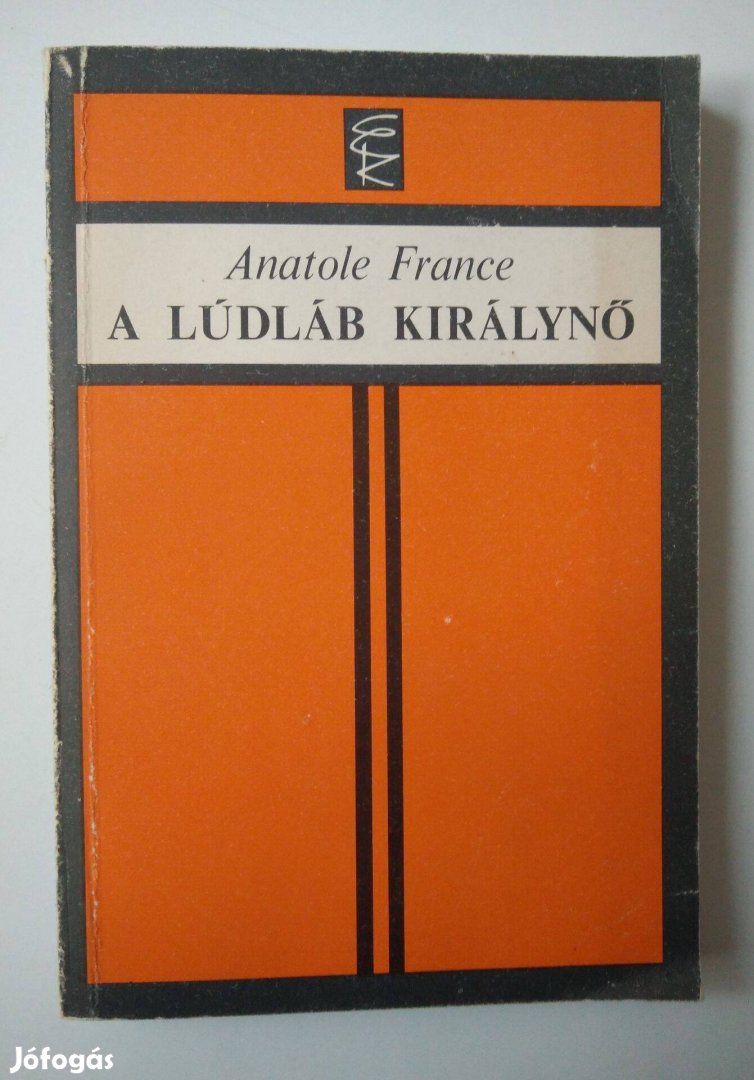 Anatole France
A LÚDLÁB KIRÁLYNŐ
Jófogás